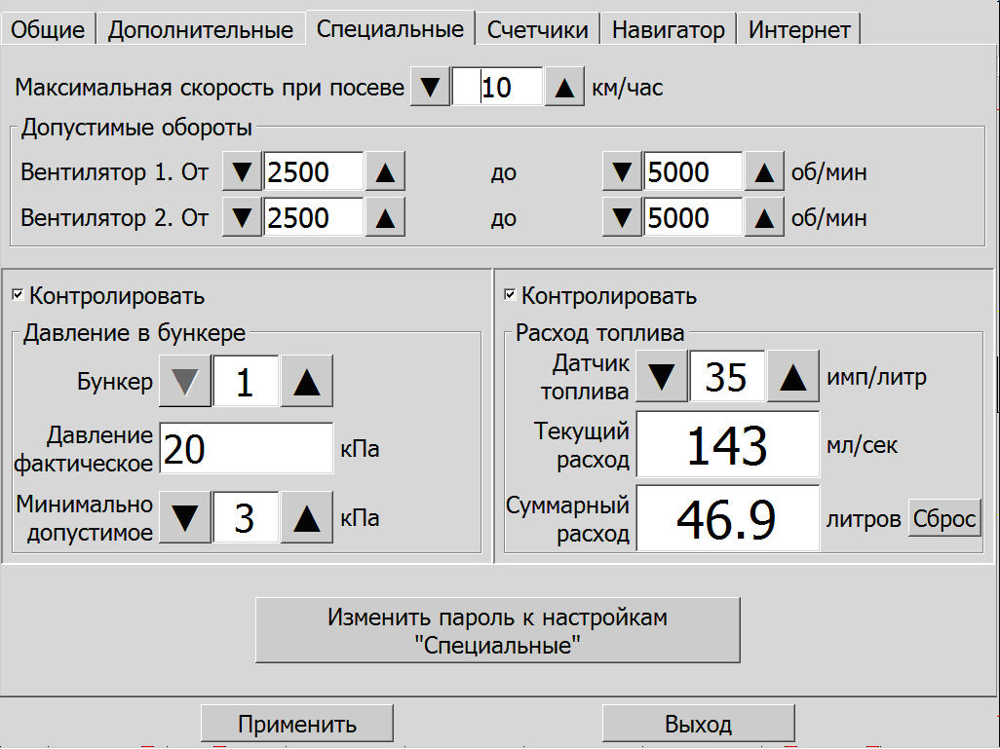 Общие Дополнительные Специальные Счетчики Навигатор Интернет
Максимальная скорость при посеве 10 км/час
Допустимые обороты
Вентилятор 1. От 2500 до 5000 об/мин
Вентилятор 2. От 2500 до 5000 об/мин
Контролировать
Давление в бункере
Бункер 1
Давление
фактическое 20 кПа
Минимально
допустимое 3 кПа
Контролировать
Расход топлива
Датчик
топлива 35 имп/литр
Текущий
расход 143 мл/сек
Суммарный
расход 46.9 литров Сброс
Изменить пароль к настройкам
"Специальные"
Применить Выход